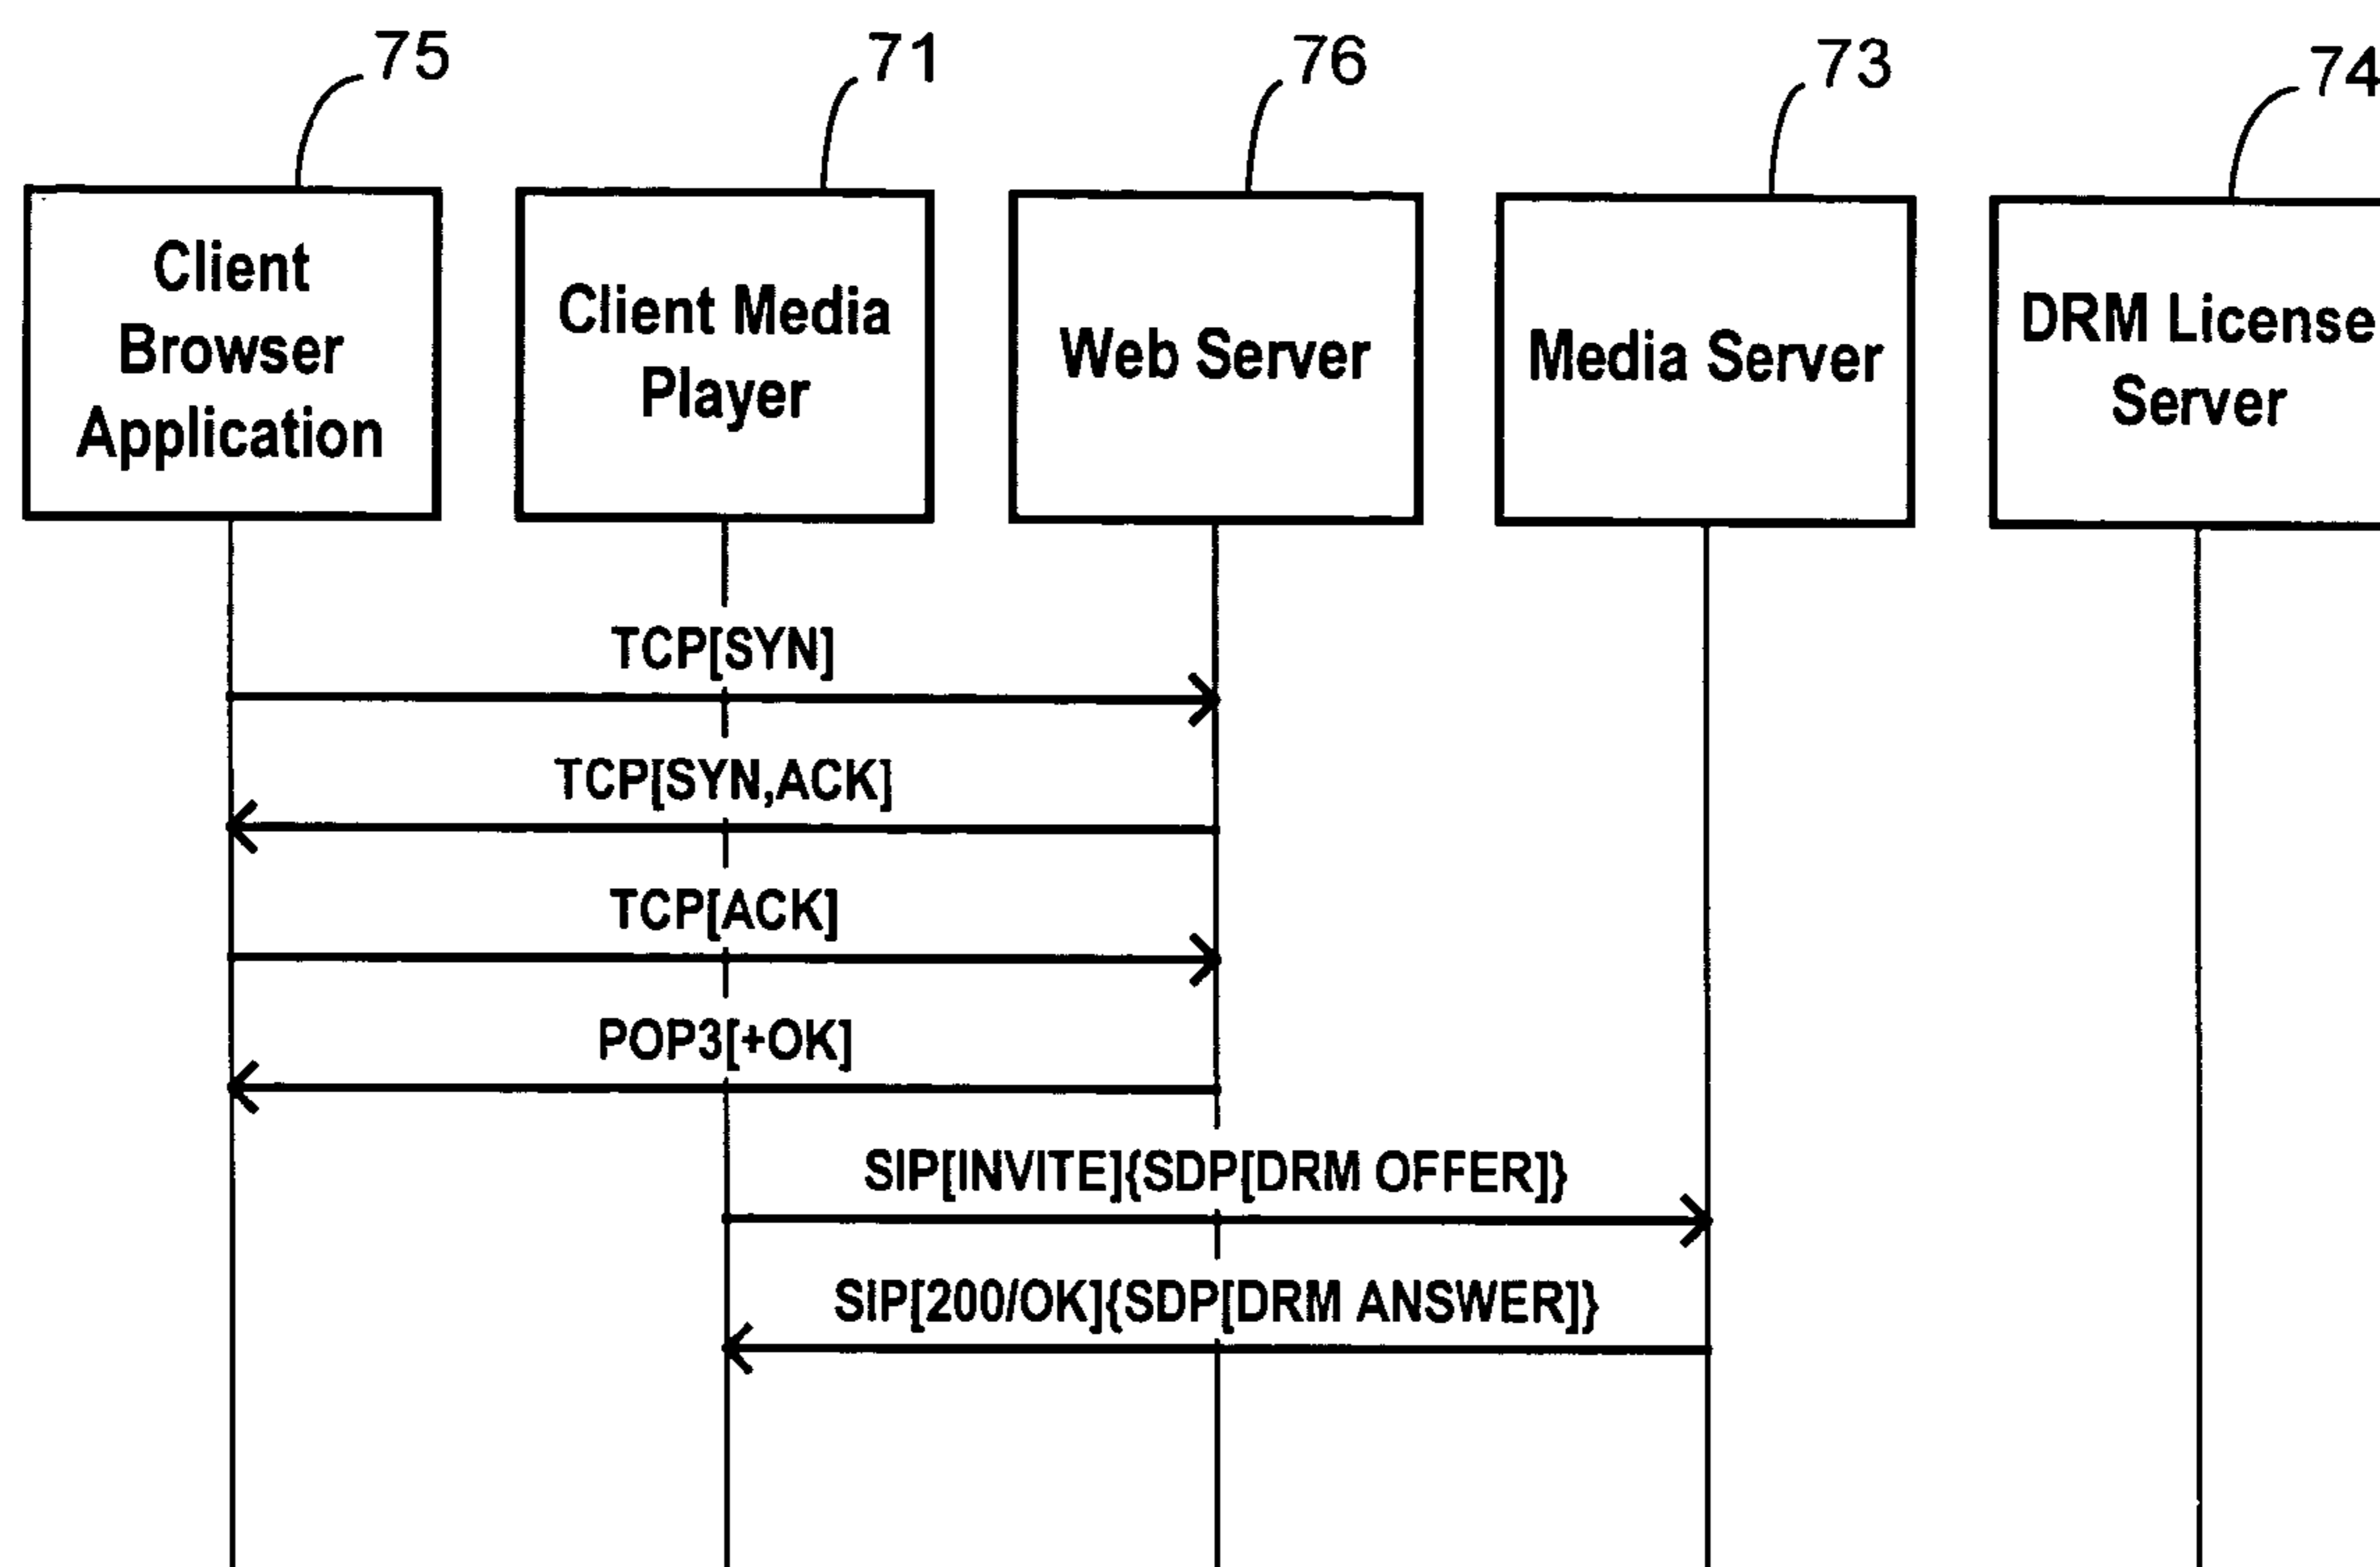 75
71
76
73
74
Client
Browser
Application
Client Media
Player
Web Server
Media Server
DRM License
Server
TCP[SYN]
TCP[SYN,ACK]
TCP[ACK]
POP3[+OK]
SIP[INVITE]{SDP[DRM OFFER]}
SIP[200/OK]{SDP[DRM ANSWER]}